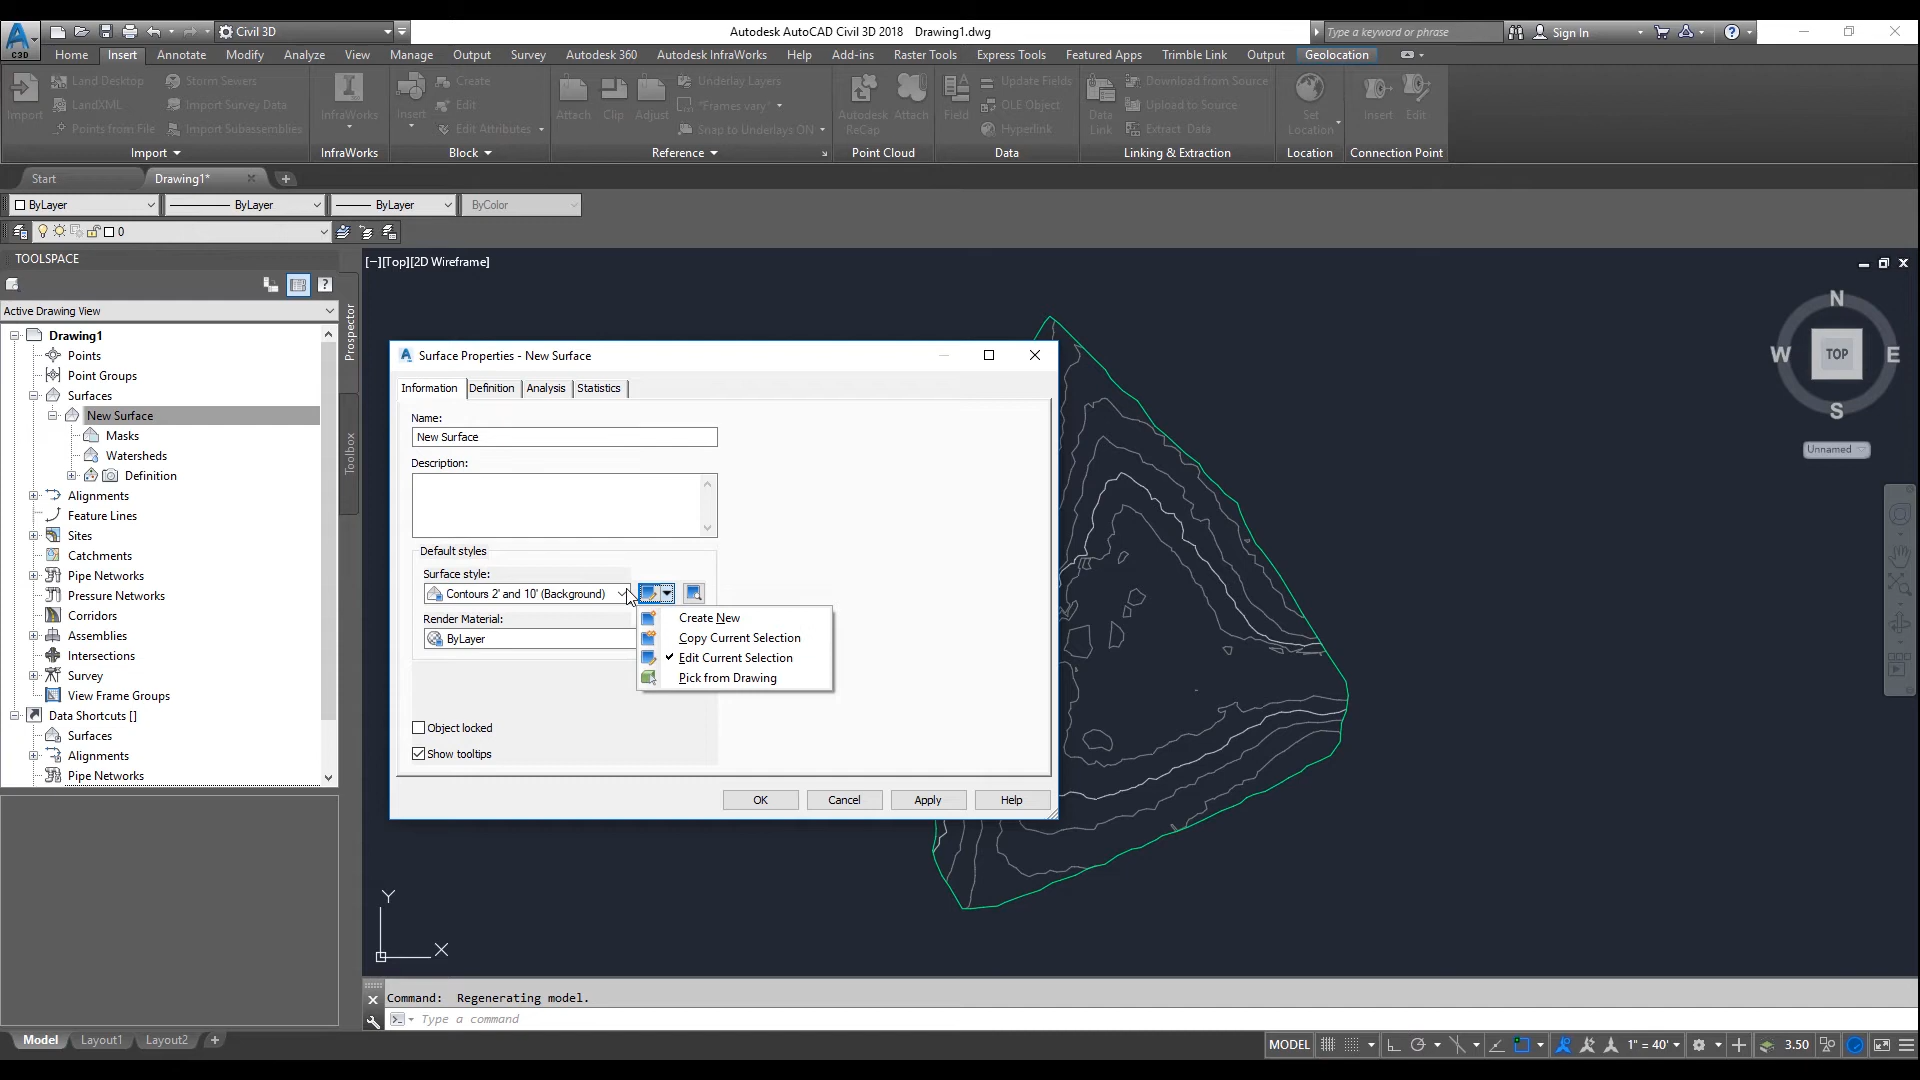 Autodesk AutoCAD Civil 3D 2018 Drawing1.dwg
C3D
Civil 3D
Type a keyword or phrase
Sign In
Home Insert Annotate Modify Analyze View Manage Output Survey Autodesk 360 Autodesk InfraWorks Help Add-ins Raster Tools Express Tools Featured Apps Trimble Link Output Geolocation
Import
Land Desktop
LandXML
Points from File
Storm Sewers
Import Survey Data
Import Subassemblies
InfraWorks
Insert
Create
Edit
Edit Attributes
Attach
Clip
Adjust
Underlay Layers
*Frames vary*
Snap to Underlays ON
Autodesk ReCap
Attach
Field
Update Fields
OLE Object
Hyperlink
Data Link
Download from Source
Upload to Source
Extract Data
Set Location
Insert
Edit
Import InfraWorks Block Reference Point Cloud Data Linking & Extraction Location Connection Point
Start Drawing1*
ByLayer ByLayer ByLayer ByColor
0
TOOLSPACE
Active Drawing View
Drawing1
Points
Point Groups
Surfaces
New Surface
Masks
Watersheds
Definition
Alignments
Feature Lines
Sites
Catchments
Pipe Networks
Pressure Networks
Corridors
Assemblies
Intersections
Survey
View Frame Groups
Data Shortcuts []
Surfaces
Alignments
Pipe Networks
Prospector
Toolbox
[−][Top][2D Wireframe]
N
W
TOP
E
S
Unnamed
Surface Properties - New Surface
Information Definition Analysis Statistics
Name:
New Surface
Description:
Default styles
Surface style:
Contours 2' and 10' (Background)
Render Material:
ByLayer
Create New
Copy Current Selection
Edit Current Selection
Pick from Drawing
Object locked
Show tooltips
OK Cancel Apply Help
Y
X
Command: Regenerating model.
Type a command
Model Layout1 Layout2
MODEL
1" = 40'
3.50